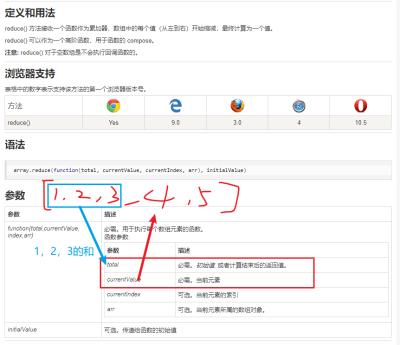 定义和用法
reduce() 方法接收一个函数作为累加器，数组中的每个值（从左到右）开始缩减，最终计算为一个值。
reduce() 可以作为一个高阶函数，用于函数的 compose。
注意: reduce() 对于空数组是不会执行回调函数的。
浏览器支持
表格中的数字表示支持该方法的第一个浏览器版本号。
方法
reduce() Yes 9.0 3.0 4 10.5
语法
array.reduce(function(total, currentValue, currentIndex, arr), initialValue)
参数
[1, 2, 3, 4, 5]
参数 描述
function(total,currentValue, index,arr) 必需。用于执行每个数组元素的函数。
函数参数
1，2，3的和
参数 描述
total 必需。初始值, 或者计算结束后的返回值。
currentValue 必需。当前元素
currentIndex 可选。当前元素的索引
arr 可选。当前元素所属的数组对象。
initialValue 可选。传递给函数的初始值